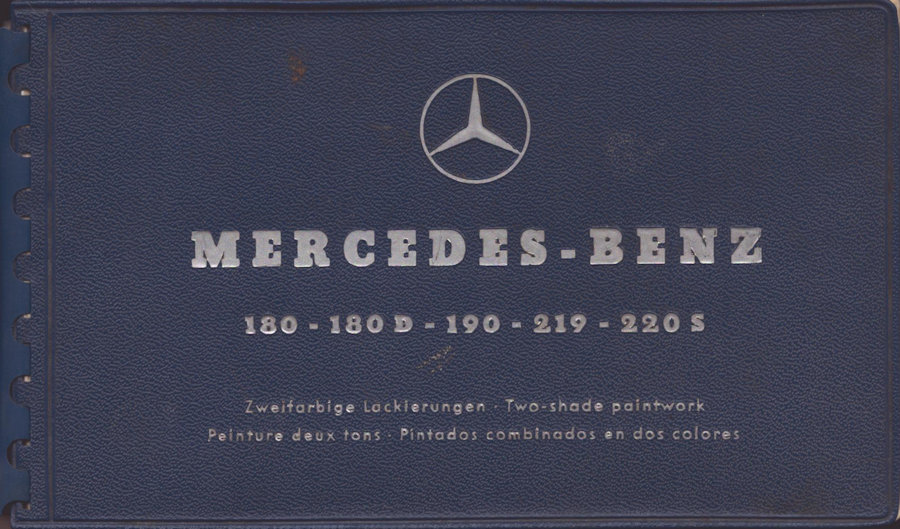 MERCEDES-BENZ
180 - 180 D - 190 - 219 - 220 S
Zweifarbige Lackierungen · Two-shade paintwork
Peinture deux tons · Pintados combinados en dos colores